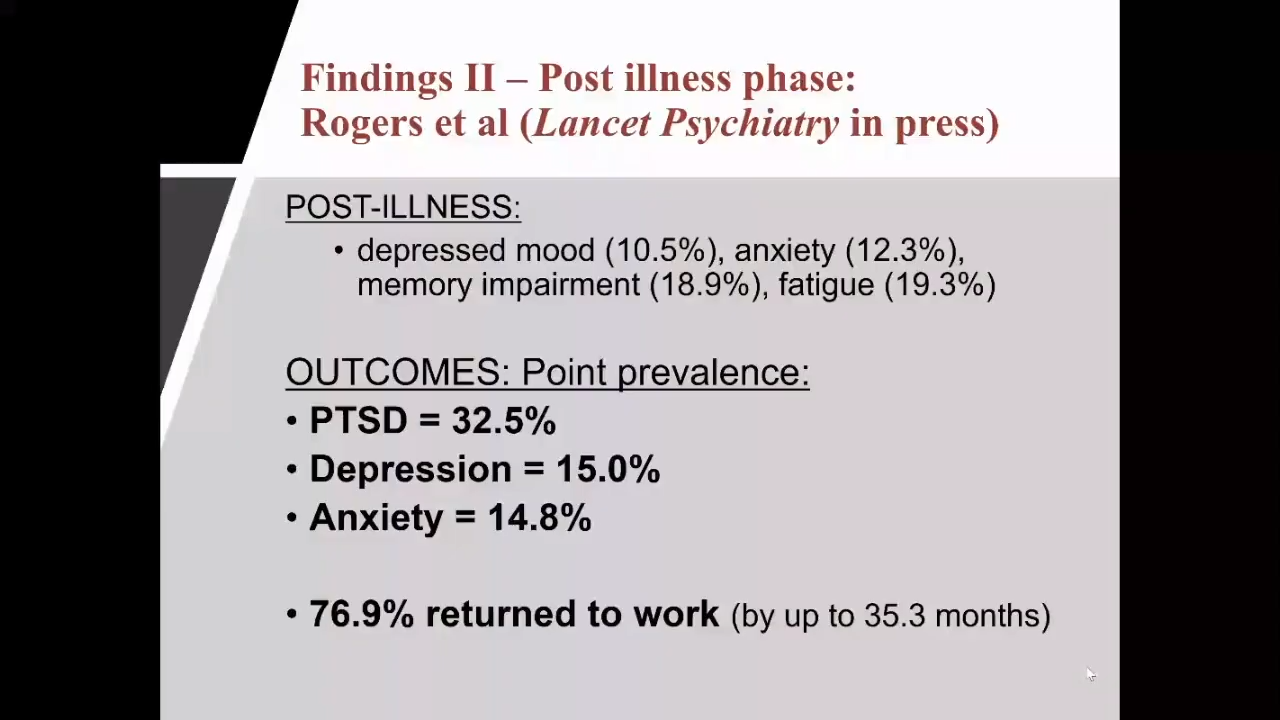 Findings II – Post illness phase:
Rogers et al (Lancet Psychiatry in press)
POST-ILLNESS:
• depressed mood (10.5%), anxiety (12.3%),
memory impairment (18.9%), fatigue (19.3%)
OUTCOMES: Point prevalence:
• PTSD = 32.5%
• Depression = 15.0%
• Anxiety = 14.8%
• 76.9% returned to work (by up to 35.3 months)